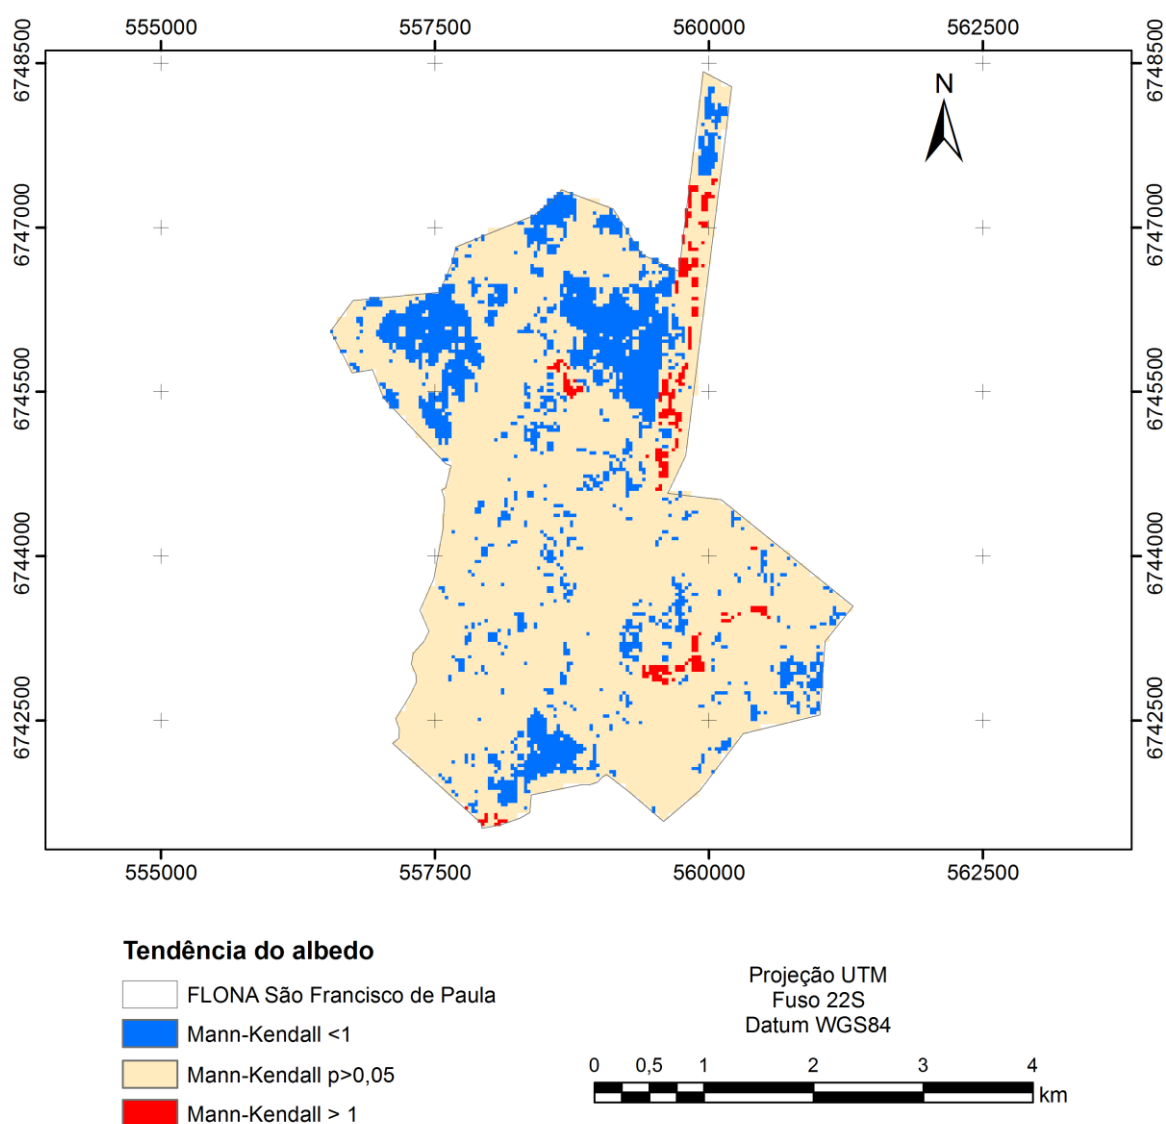 555000 557500 560000 562500
6748500 6748500
N
6747000 6747000
6745500 6745500
6744000 6744000
6742500 6742500
555000 557500 560000 562500
Tendência do albedo
FLONA São Francisco de Paula
Mann-Kendall <1
Mann-Kendall p>0,05
Mann-Kendall > 1
Projeção UTM
Fuso 22S
Datum WGS84
0 0,5 1 2 3 4
km